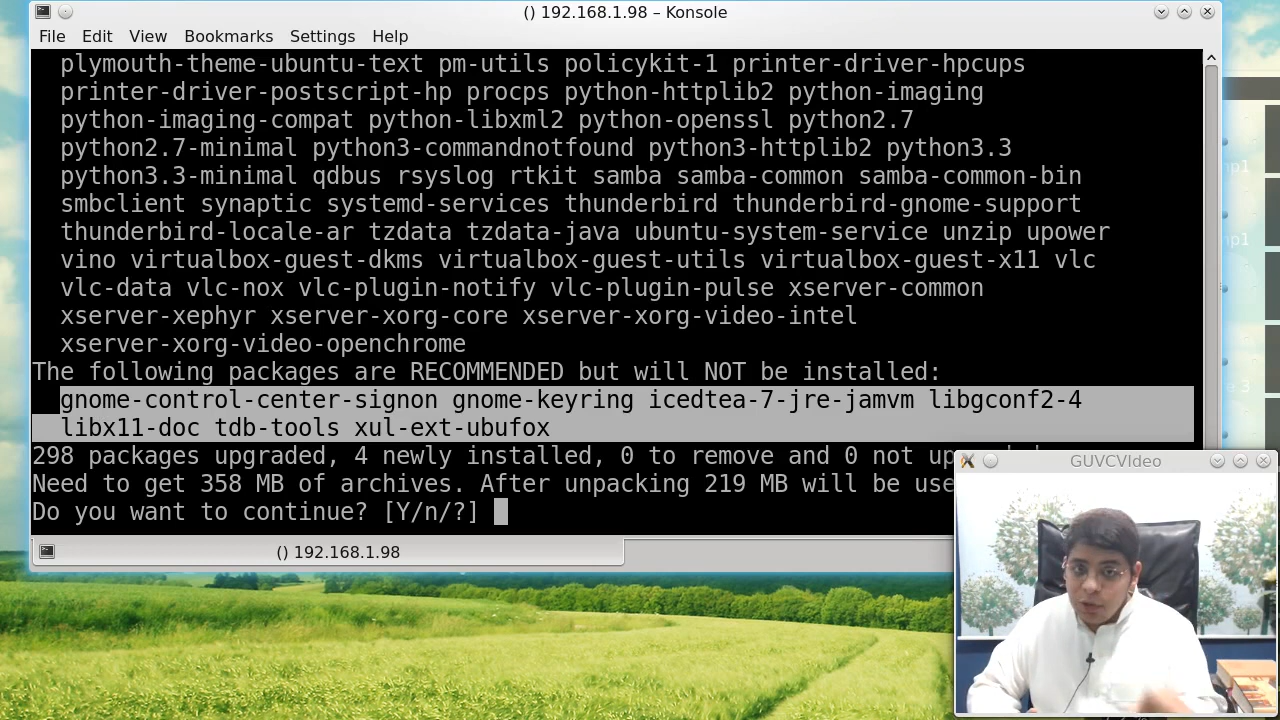 () 192.168.1.98 – Konsole
File Edit View Bookmarks Settings Help
plymouth-theme-ubuntu-text pm-utils policykit-1 printer-driver-hpcups
printer-driver-postscript-hp procps python-httplib2 python-imaging
python-imaging-compat python-libxml2 python-openssl python2.7
python2.7-minimal python3-commandnotfound python3-httplib2 python3.3
python3.3-minimal qdbus rsyslog rtkit samba samba-common samba-common-bin
smbclient synaptic systemd-services thunderbird thunderbird-gnome-support
thunderbird-locale-ar tzdata tzdata-java ubuntu-system-service unzip upower
vino virtualbox-guest-dkms virtualbox-guest-utils virtualbox-guest-x11 vlc
vlc-data vlc-nox vlc-plugin-notify vlc-plugin-pulse xserver-common
xserver-xephyr xserver-xorg-core xserver-xorg-video-intel
xserver-xorg-video-openchrome
The following packages are RECOMMENDED but will NOT be installed:
gnome-control-center-signon gnome-keyring icedtea-7-jre-jamvm libgconf2-4
libx11-doc tdb-tools xul-ext-ubufox
298 packages upgraded, 4 newly installed, 0 to remove and 0 not
Need to get 358 MB of archives. After unpacking 219 MB will be use
Do you want to continue? [Y/n/?]
() 192.168.1.98
GUVCVIdeo